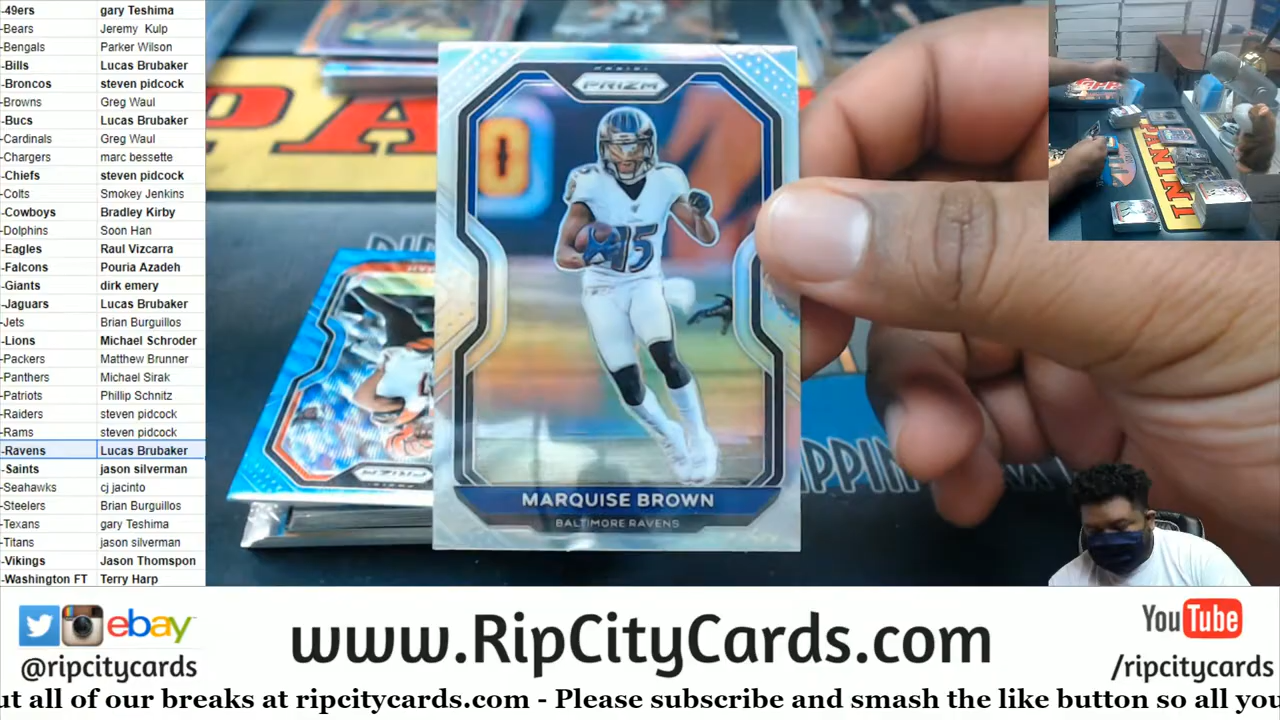 -49ers gary Teshima
-Bears Jeremy Kulp
-Bengals Parker Wilson
-Bills Lucas Brubaker
-Broncos steven pidcock
-Browns Greg Waul
-Bucs Lucas Brubaker
-Cardinals Greg Waul
-Chargers marc bessette
-Chiefs steven pidcock
-Colts Smokey Jenkins
-Cowboys Bradley Kirby
-Dolphins Soon Han
-Eagles Raul Vizcarra
-Falcons Pouria Azadeh
-Giants dirk emery
-Jaguars Lucas Brubaker
-Jets Brian Burguillos
-Lions Michael Schroder
-Packers Matthew Brunner
-Panthers Michael Sirak
-Patriots Phillip Schnitz
-Raiders steven pidcock
-Rams steven pidcock
-Ravens Lucas Brubaker
-Saints jason silverman
-Seahawks cj jacinto
-Steelers Brian Burguillos
-Texans gary Teshima
-Titans jason silverman
-Vikings Jason Thomspon
-Washington FT Terry Harp
PANINI
PRIZM
15
MARQUISE BROWN
BALTIMORE RAVENS
PRIZM
PANINI
ebay
@ripcitycards
www.RipCityCards.com
YouTube
/ripcitycards
ut all of our breaks at ripcitycards.com - Please subscribe and smash the like button so all you